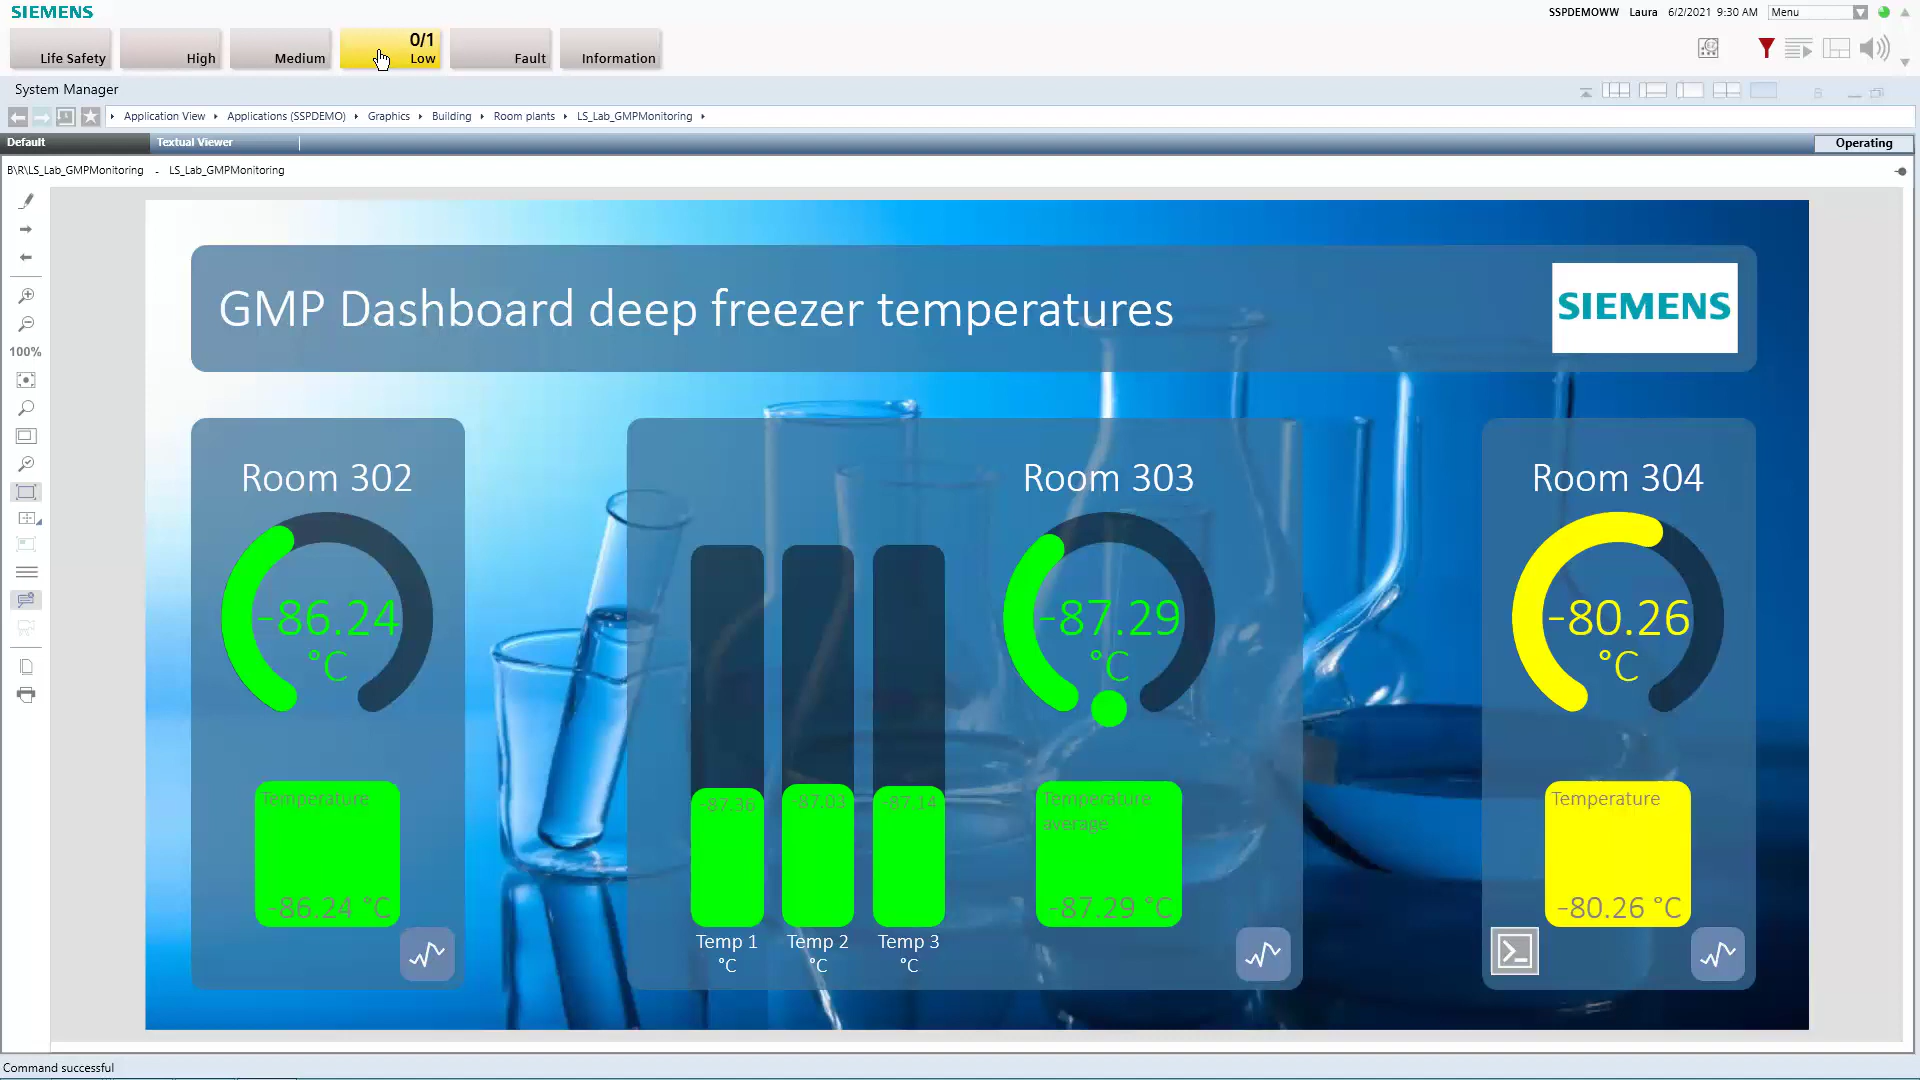 SIEMENS
SSPDEMOWW Laura 6/2/2021 9:30 AM Menu
Life Safety
High
Medium
0/1
Low
Fault
Information
System Manager
Application View Applications (SSPDEMO) Graphics Building Room plants LS_Lab_GMPMonitoring
Default
Textual Viewer
Operating
B\R\LS_Lab_GMPMonitoring - LS_Lab_GMPMonitoring
100%
GMP Dashboard deep freezer temperatures
SIEMENS
Room 302
-86.24
°C
Temperature
-86.24 °C
Room 303
-87.36
-87.03
-87.14
Temp 1
°C
Temp 2
°C
Temp 3
°C
-87.29
°C
Temperature
average
-87.29 °C
Room 304
-80.26
°C
Temperature
-80.26 °C
Command successful